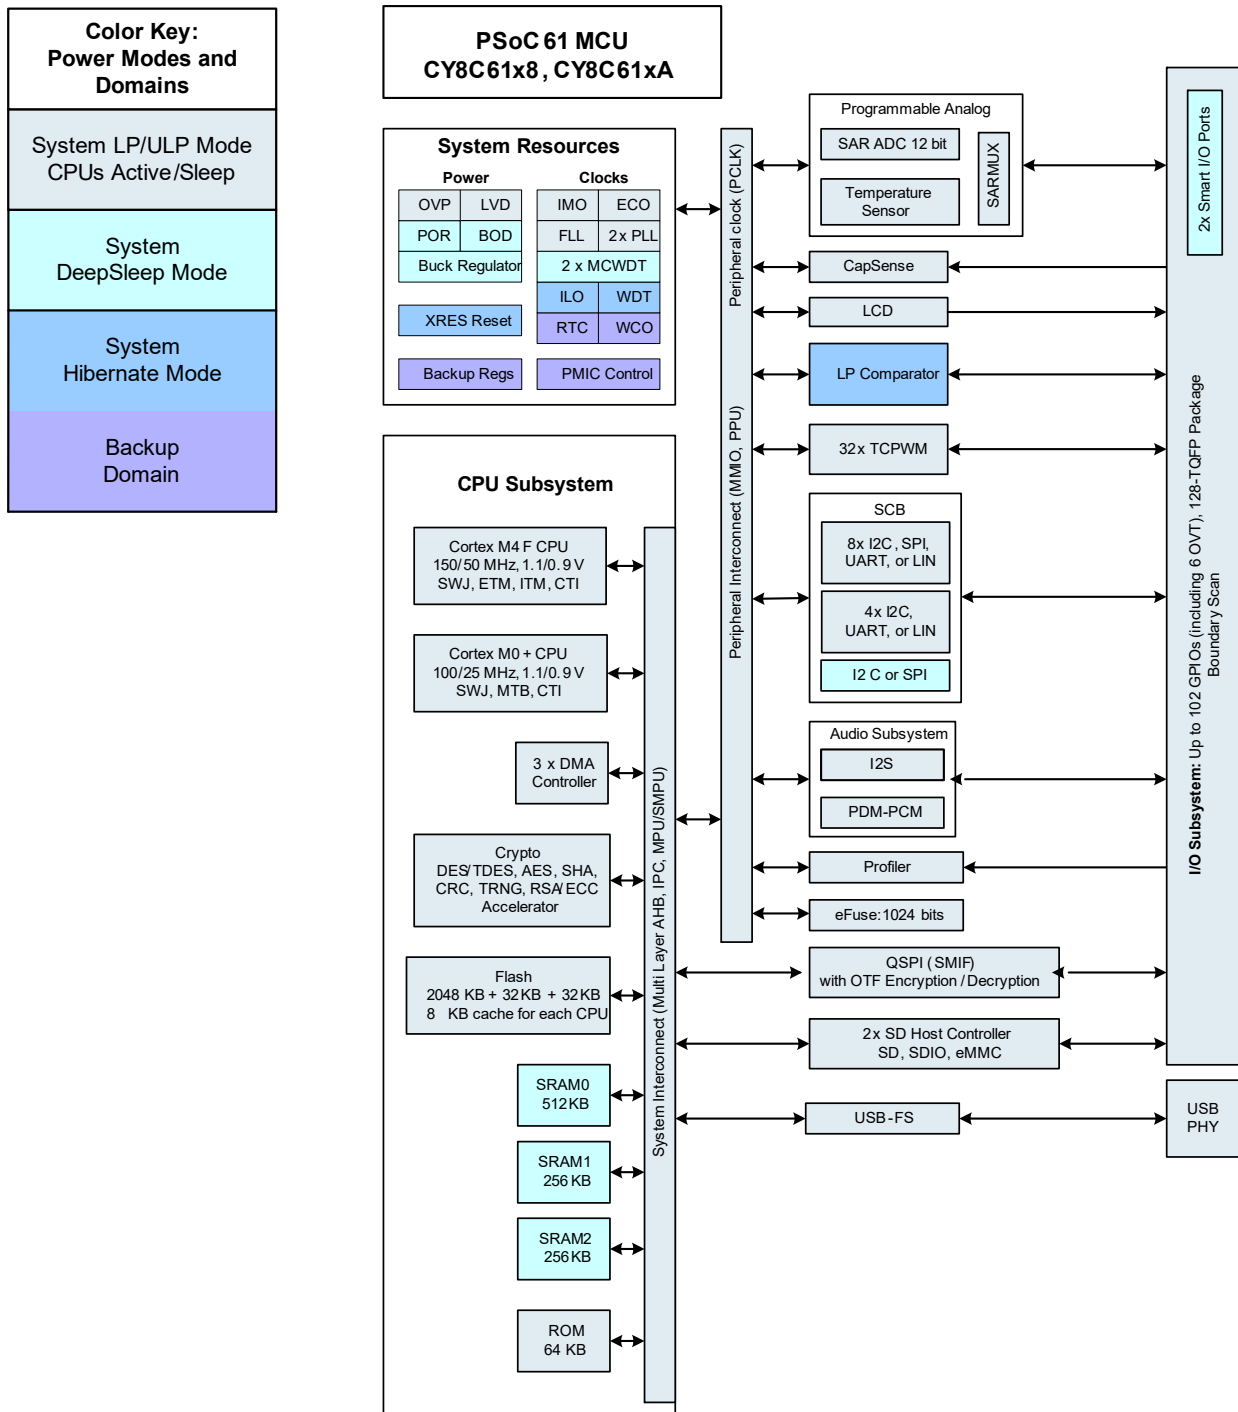 Color Key:
Power Modes and
Domains
System LP/ULP Mode
CPUs Active/Sleep
System
DeepSleep Mode
System
Hibernate Mode
Backup
Domain
PSoC 61 MCU
CY8C61x8, CY8C61xA
System Resources
Power
OVP
LVD
POR
BOD
Buck Regulator
XRES Reset
Backup Regs
Clocks
IMO
ECO
FLL
2x PLL
2 x MCWDT
ILO
WDT
RTC
WCO
PMIC Control
CPU Subsystem
Cortex M4F CPU
150/50 MHz, 1.1/0.9 V
SWJ, ETM, ITM, CTI
Cortex M0+ CPU
100/25 MHz, 1.1/0.9 V
SWJ, MTB, CTI
3 x DMA
Controller
Crypto
DES/TDES, AES, SHA,
CRC, TRNG, RSA/ECC
Accelerator
Flash
2048 KB + 32KB + 32KB
8 KB cache for each CPU
SRAM0
512KB
SRAM1
256 KB
SRAM2
256KB
ROM
64 KB
System Interconnect (Multi Layer AHB, IPC, MPU/SMPU)
Peripheral clock (PCLK)
Peripheral Interconnect (MMIO, PPU)
Programmable Analog
SAR ADC 12 bit
Temperature
Sensor
SARMUX
CapSense
LCD
LP Comparator
32x TCPWM
SCB
8x I2C, SPI,
UART, or LIN
4x I2C,
UART, or LIN
I2C or SPI
Audio Subsystem
I2S
PDM-PCM
Profiler
eFuse:1024 bits
QSPI (SMIF)
with OTF Encryption/Decryption
2x SD Host Controller
SD, SDIO, eMMC
USB-FS
2x Smart I/O Ports
I/O Subsystem: Up to 102 GPIOs (including 6 OVT), 128-TQFP Package
Boundary Scan
USB
PHY